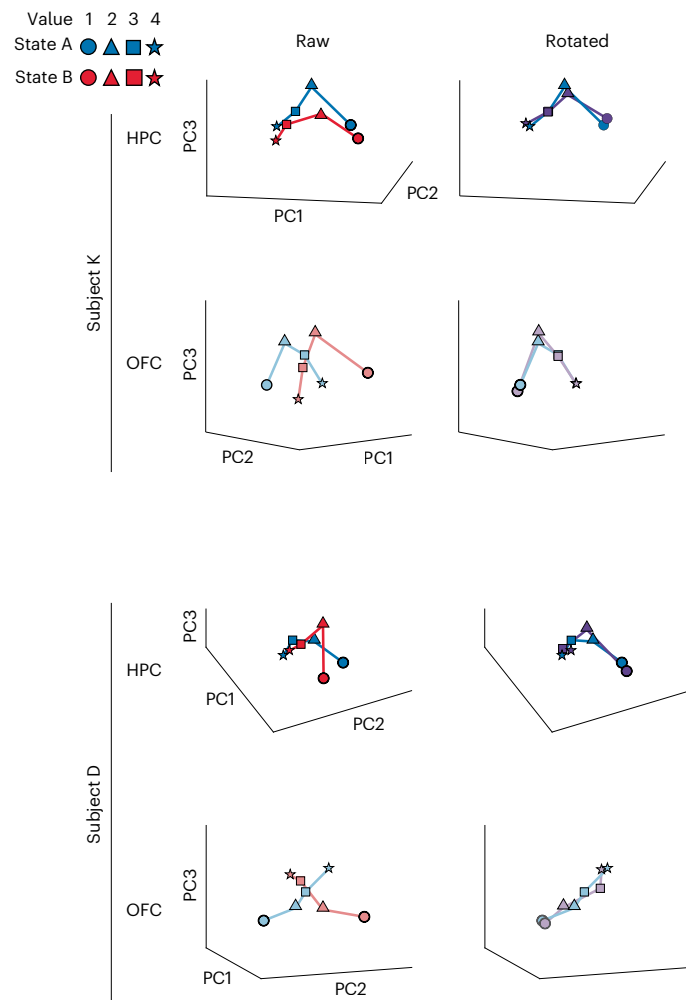 Value 1 2 3 4
State A
State B
Raw
Rotated
Subject K
HPC
PC3
PC1
PC2
OFC
PC3
PC2
PC1
Subject D
HPC
PC3
PC1
PC2
OFC
PC3
PC1
PC2